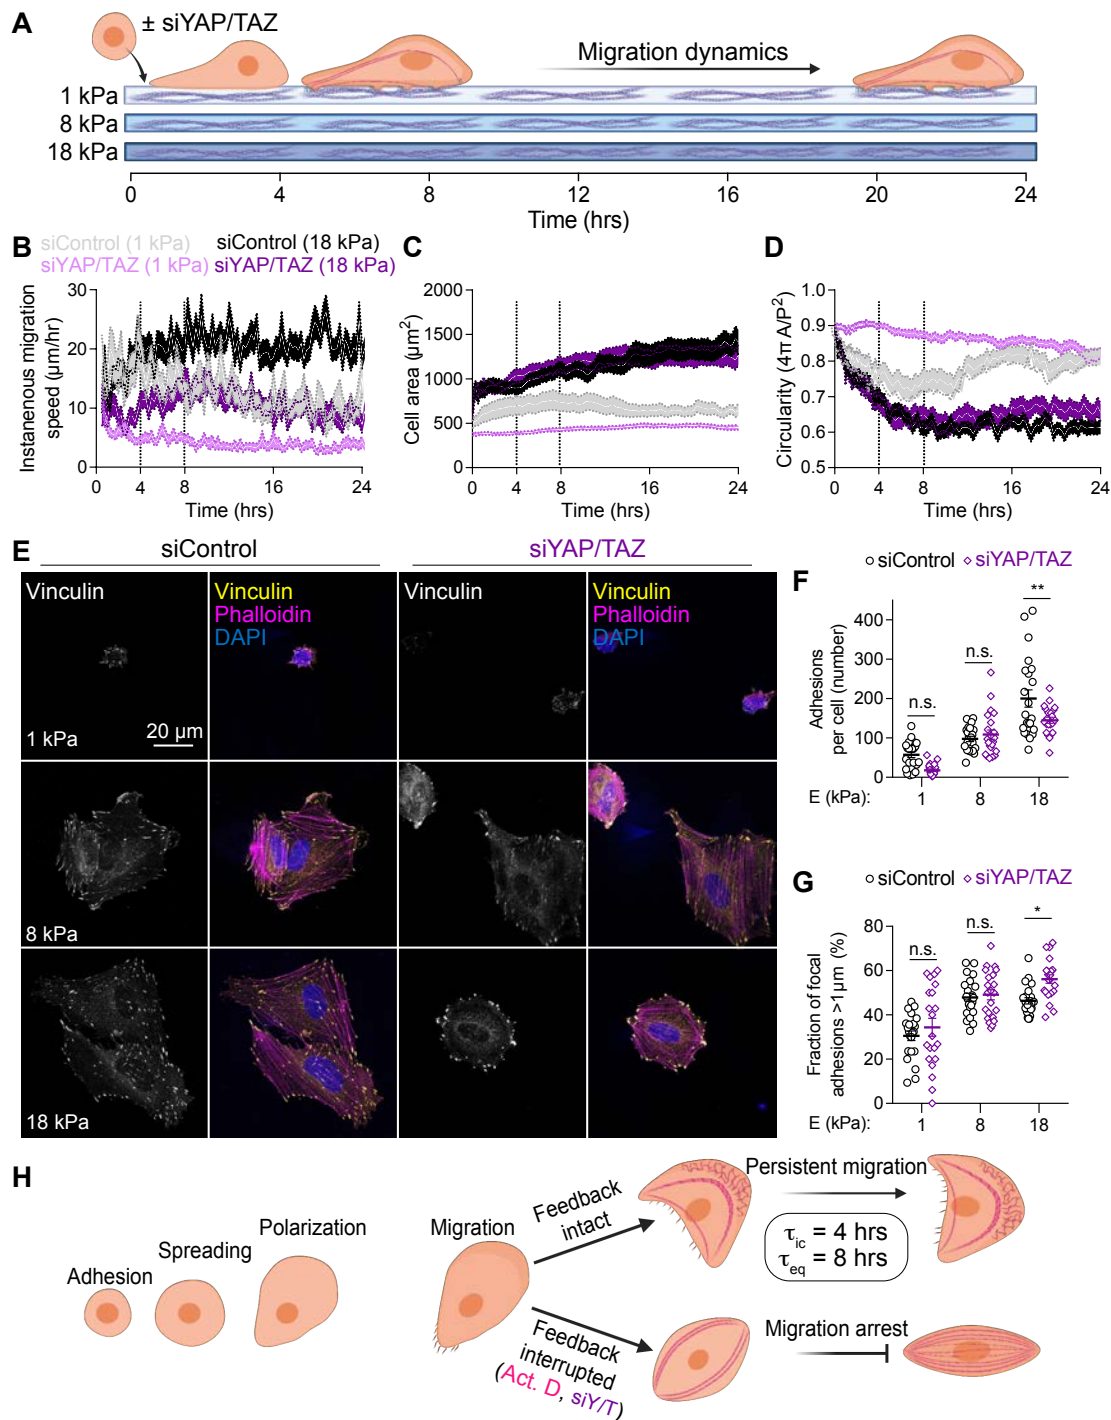 A
± siYAP/TAZ
Migration dynamics
1 kPa
8 kPa
18 kPa
0 4 8 12 16 20 24
Time (hrs)
B
siControl (1 kPa) siControl (18 kPa)
siYAP/TAZ (1 kPa) siYAP/TAZ (18 kPa)
Instanenous migration
speed (µm/hr)
30
20
10
0
0 4 8 16 24
Time (hrs)
C
Cell area (µm²)
2000
1500
1000
500
0
0 4 8 16 24
Time (hrs)
D
Circularity (4π A/P²)
1.0
0.9
0.8
0.7
0.6
0.5
0 4 8 16 24
Time (hrs)
E
siControl siYAP/TAZ
Vinculin Vinculin Vinculin Vinculin
Phalloidin Phalloidin
DAPI DAPI
20 µm
1 kPa
8 kPa
18 kPa
F
siControl siYAP/TAZ
Adhesions
per cell (number)
400
300
200
100
0
n.s. n.s. **
E (kPa): 1 8 18
G
siControl siYAP/TAZ
Fraction of focal
adhesions >1µm (%)
80
60
40
20
0
n.s. n.s. *
E (kPa): 1 8 18
H
Adhesion
Spreading
Polarization
Migration
Feedback
intact
Persistent migration
τic = 4 hrs
τeq = 8 hrs
Feedback
interrupted
(Act. D, siY/T)
Migration arrest